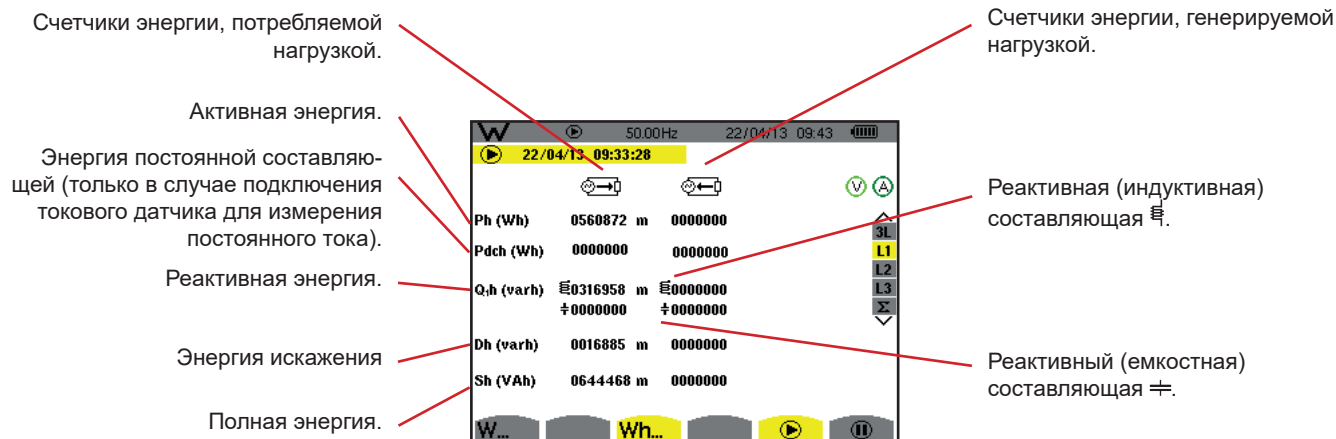 Счетчики энергии, потребляемой
нагрузкой.
Счетчики энергии, генерируемой
нагрузкой.
Активная энергия.
Энергия постоянной составляю-
щей (только в случае подключения
токового датчика для измерения
постоянного тока).
Реактивная энергия.
Энергия искажения
Полная энергия.
W 50.00Hz 22/04/13 09:43
22/04/13 09:33:28
V A
Ph (Wh) 0560872 m 0000000
Pdch (Wh) 0000000 0000000
Q₁h (varh) 0316958 m 0000000
0000000 0000000
Dh (varh) 0016885 m 0000000
Sh (VAh) 0644468 m 0000000
3L
L1
L2
L3
Σ
W... Wh...
Реактивная (индуктивная)
составляющая .
Реактивный (емкостная)
составляющая .